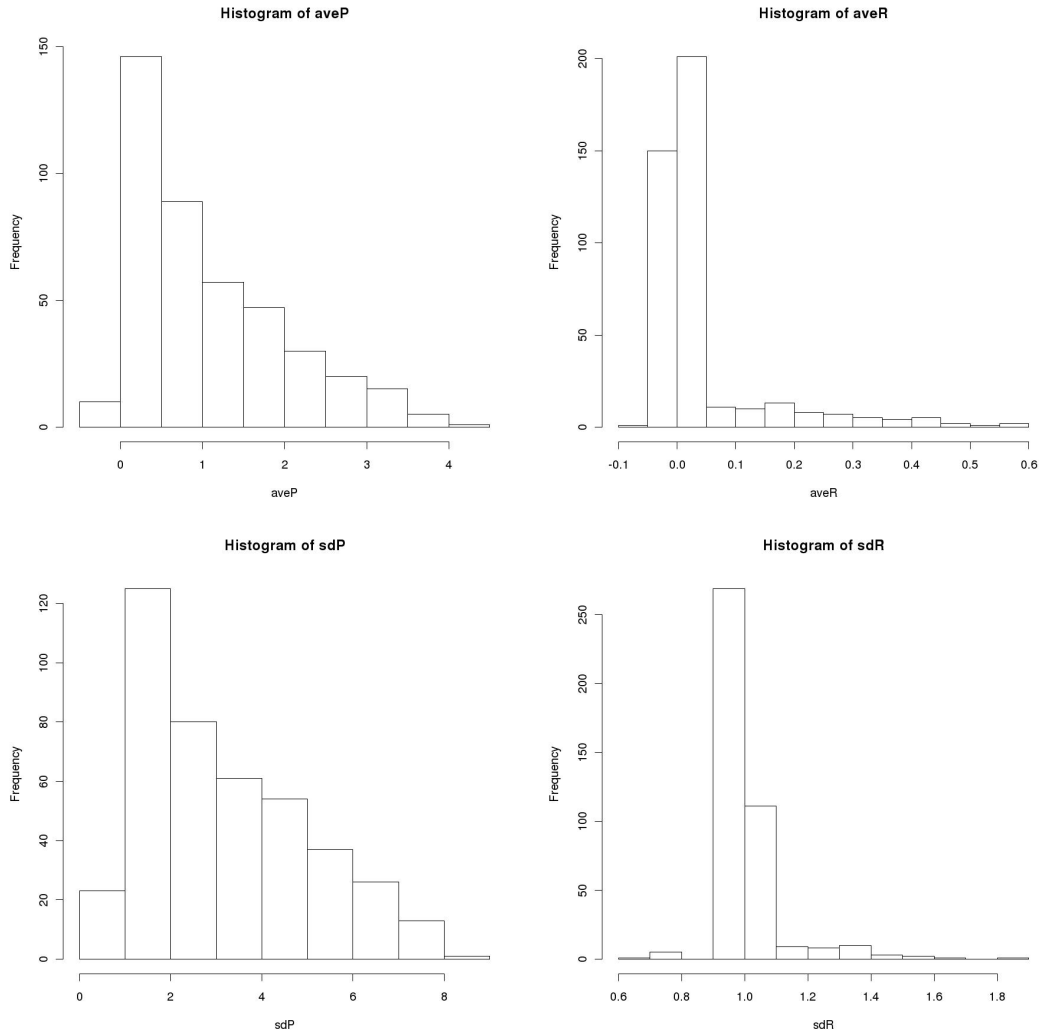 Histogram of aveP
Frequency
150
100
50
0
0 1 2 3 4
aveP
Histogram of aveR
Frequency
200
150
100
50
0
-0.1 0.0 0.1 0.2 0.3 0.4 0.5 0.6
aveR
Histogram of sdP
Frequency
120
100
80
60
40
20
0
0 2 4 6 8
sdP
Histogram of sdR
Frequency
250
200
150
100
50
0
0.6 0.8 1.0 1.2 1.4 1.6 1.8
sdR